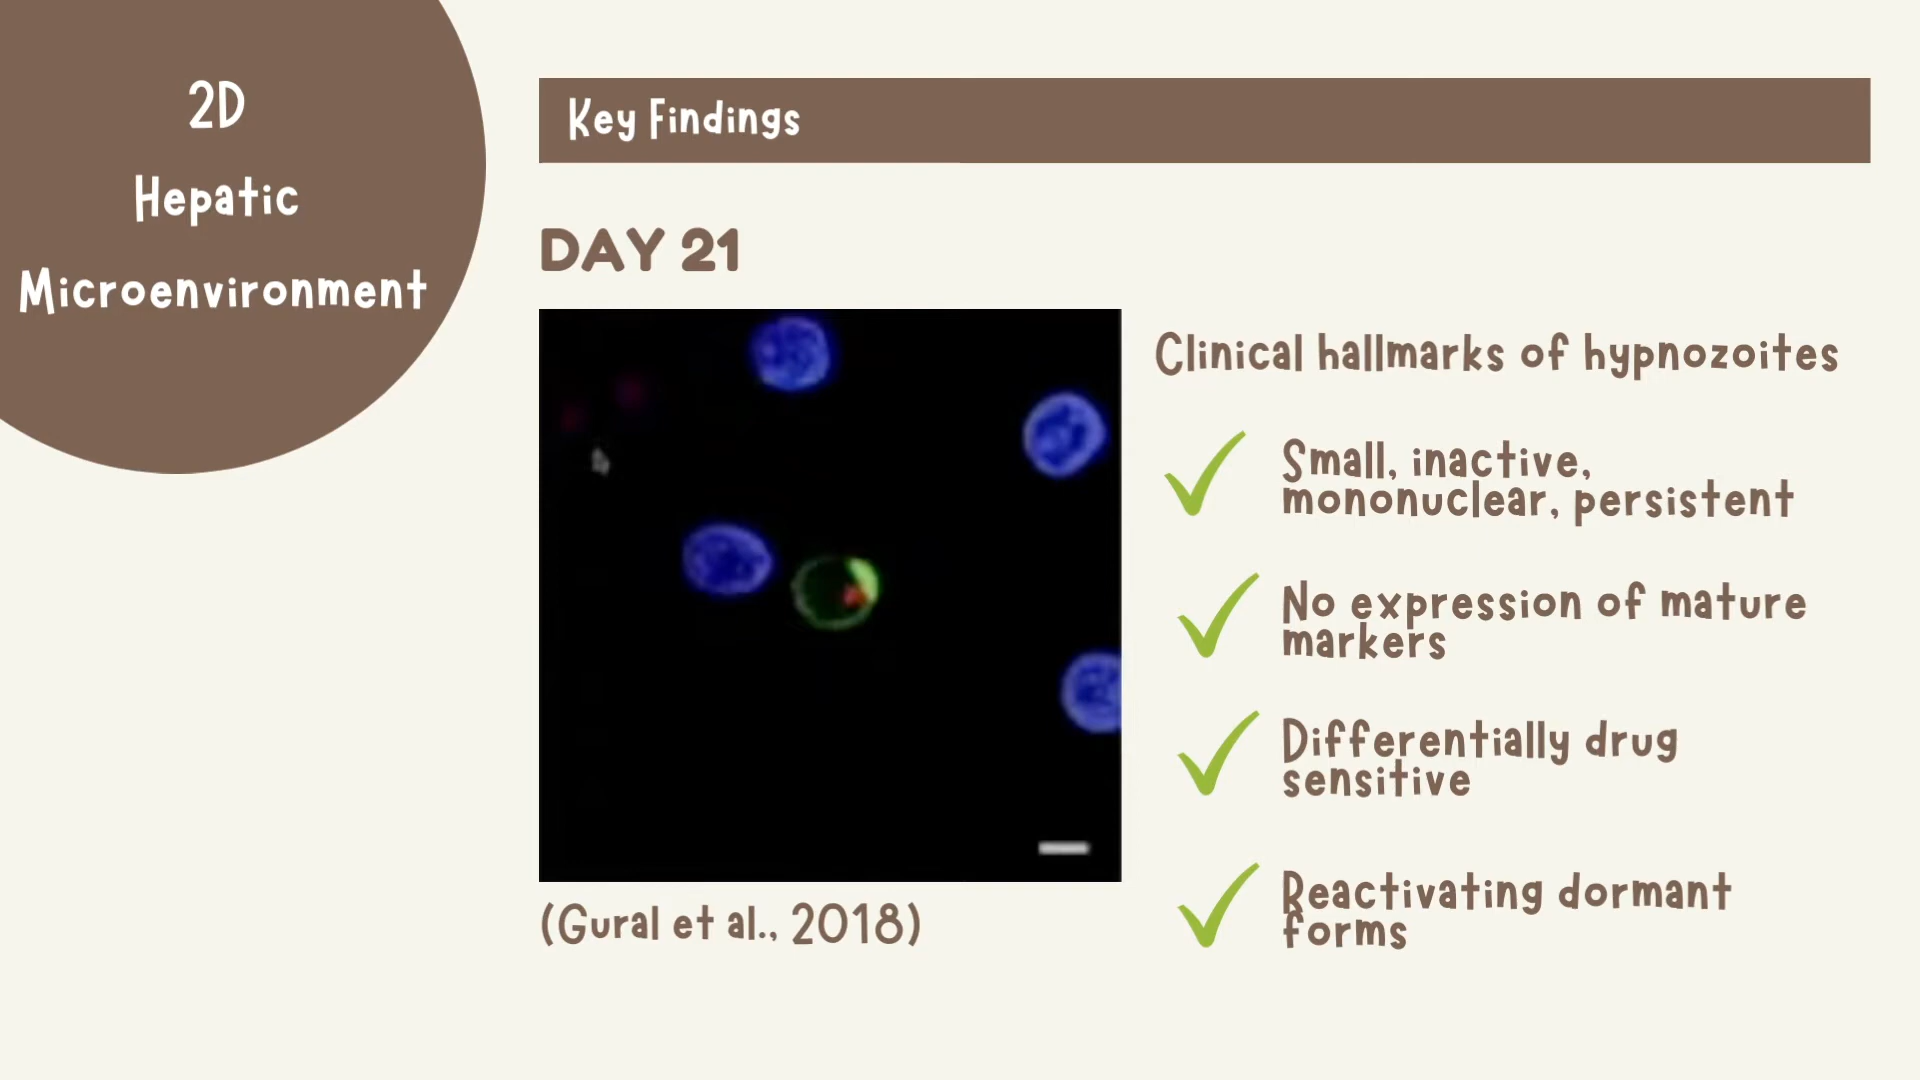 2D
Hepatic
Microenvironment
Key Findings
DAY 21
(Gural et al., 2018)
Clinical hallmarks of hypnozoites
Small, inactive,
mononuclear, persistent
No expression of mature
markers
Differentially drug
sensitive
Reactivating dormant
forms